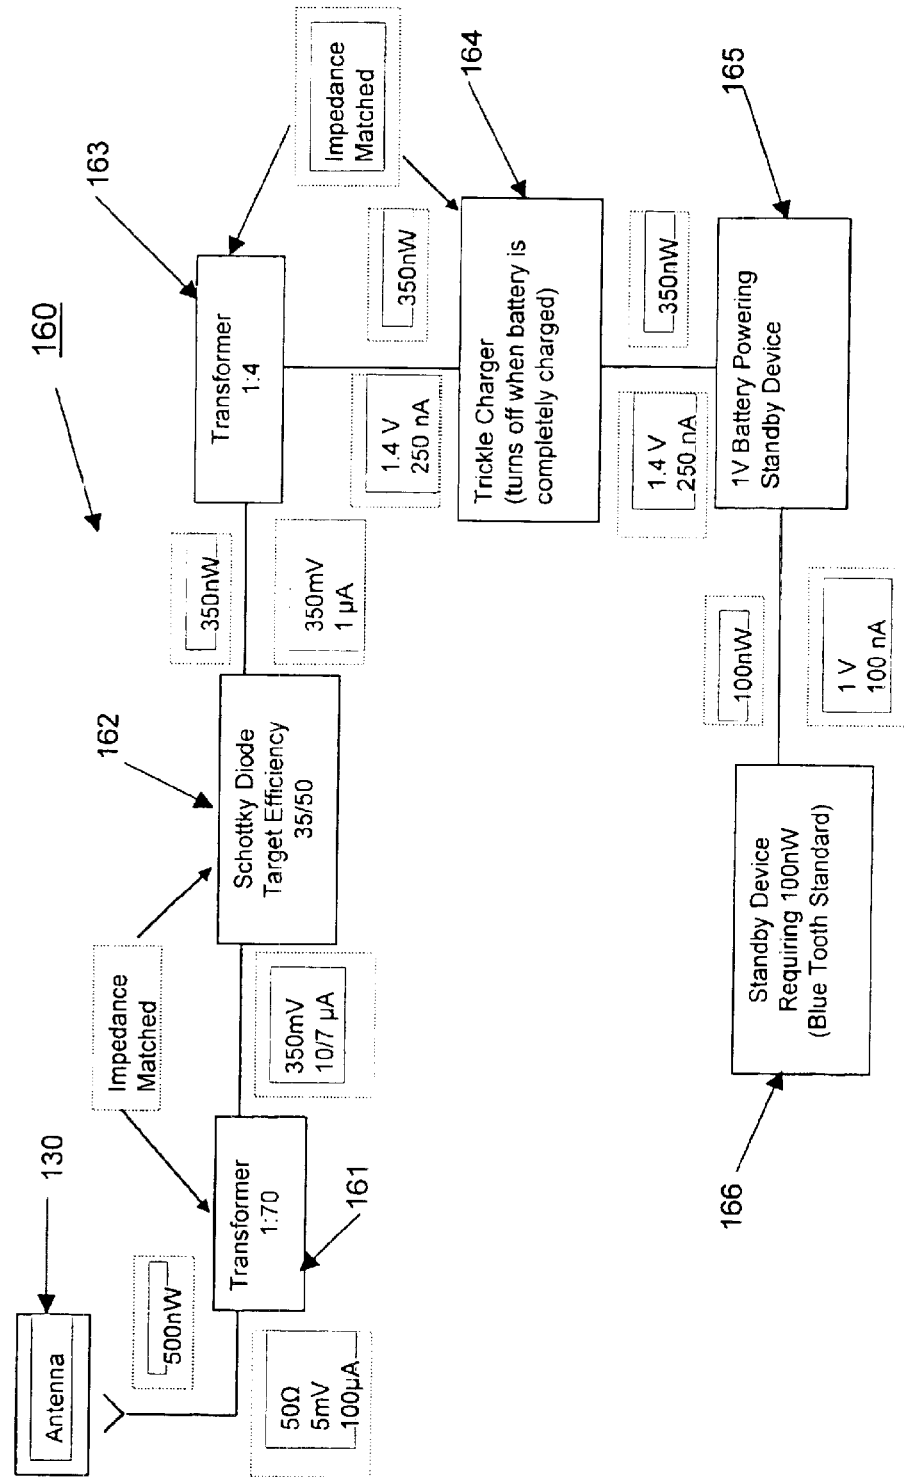 160
130
Antenna
500nW
50Ω
5mV
100µA
Transformer
1:70
161
Impedance
Matched
350mV
10/7 µA
162
Schottky Diode
Target Efficiency
35/50
350nW
350mV
1 µA
163
Transformer
1:4
Impedance
Matched
350nW
1.4 V
250 nA
164
Trickle Charger
(turns off when battery is
completely charged)
350nW
1.4 V
250 nA
165
1V Battery Powering
Standby Device
100nW
1 V
100 nA
166
Standby Device
Requiring 100nW
(Blue Tooth Standard)